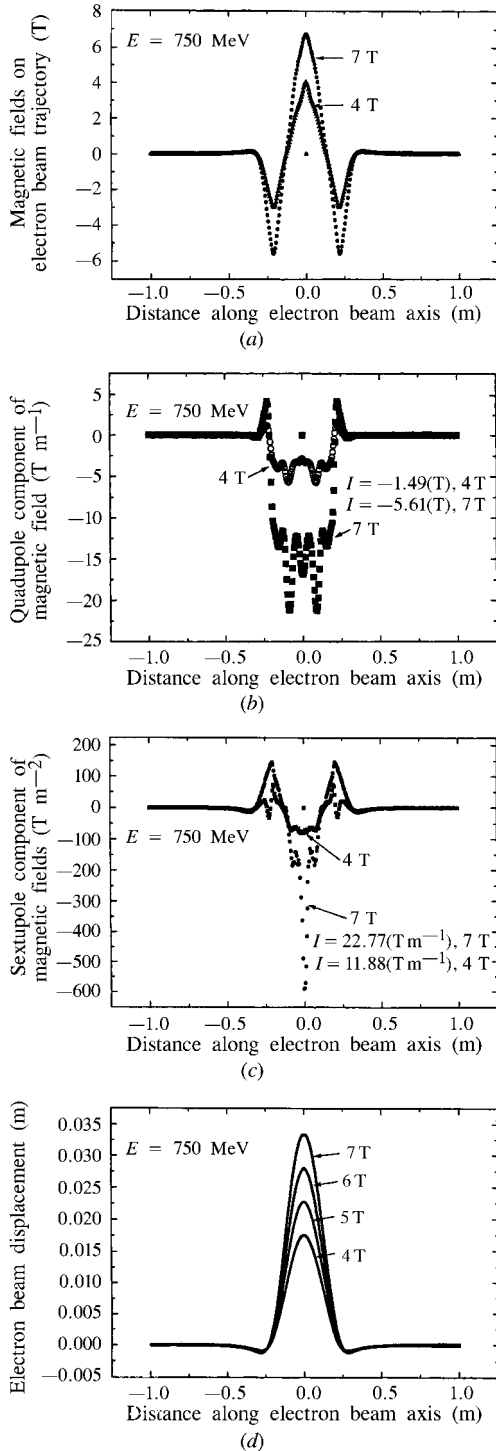 Magnetic fields on
electron beam trajectory (T)
8
6
4
2
0
−2
−4
−6
E = 750 MeV
7 T
4 T
−1.0 −0.5 0.0 0.5 1.0
Distance along electron beam axis (m)
(a)
Quadupole component of
magnetic field (T m−1)
5
0
−5
−10
−15
−20
−25
E = 750 MeV
4 T
I = −1.49(T), 4 T
I = −5.61(T), 7 T
7 T
−1.0 −0.5 0.0 0.5 1.0
Distance along electron beam axis (m)
(b)
Sextupole component of
magnetic fields (T m−2)
200
100
0
−100
−200
−300
−400
−500
−600
E = 750 MeV
4 T
7 T
I = 22.77(T m−1), 7 T
I = 11.88(T m−1), 4 T
−1.0 −0.5 0.0 0.5 1.0
Distance along electron beam axis (m)
(c)
Electron beam displacement (m)
0.035
0.030
0.025
0.020
0.015
0.010
0.005
0.000
−0.005
E = 750 MeV
7 T
6 T
5 T
4 T
−1.0 −0.5 0.0 0.5 1.0
Distance along electron beam axis (m)
(d)